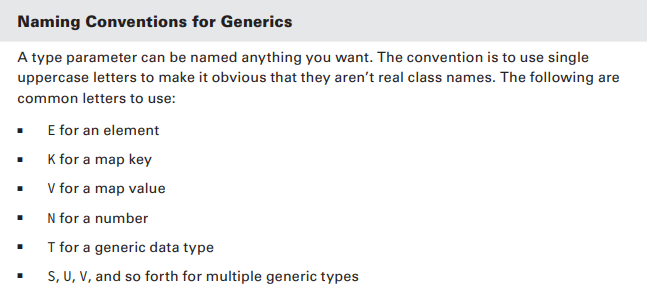 Naming Conventions for Generics
A type parameter can be named anything you want. The convention is to use single
uppercase letters to make it obvious that they aren’t real class names. The following are
common letters to use:
▪ E for an element
▪ K for a map key
▪ V for a map value
▪ N for a number
▪ T for a generic data type
▪ S, U, V, and so forth for multiple generic types